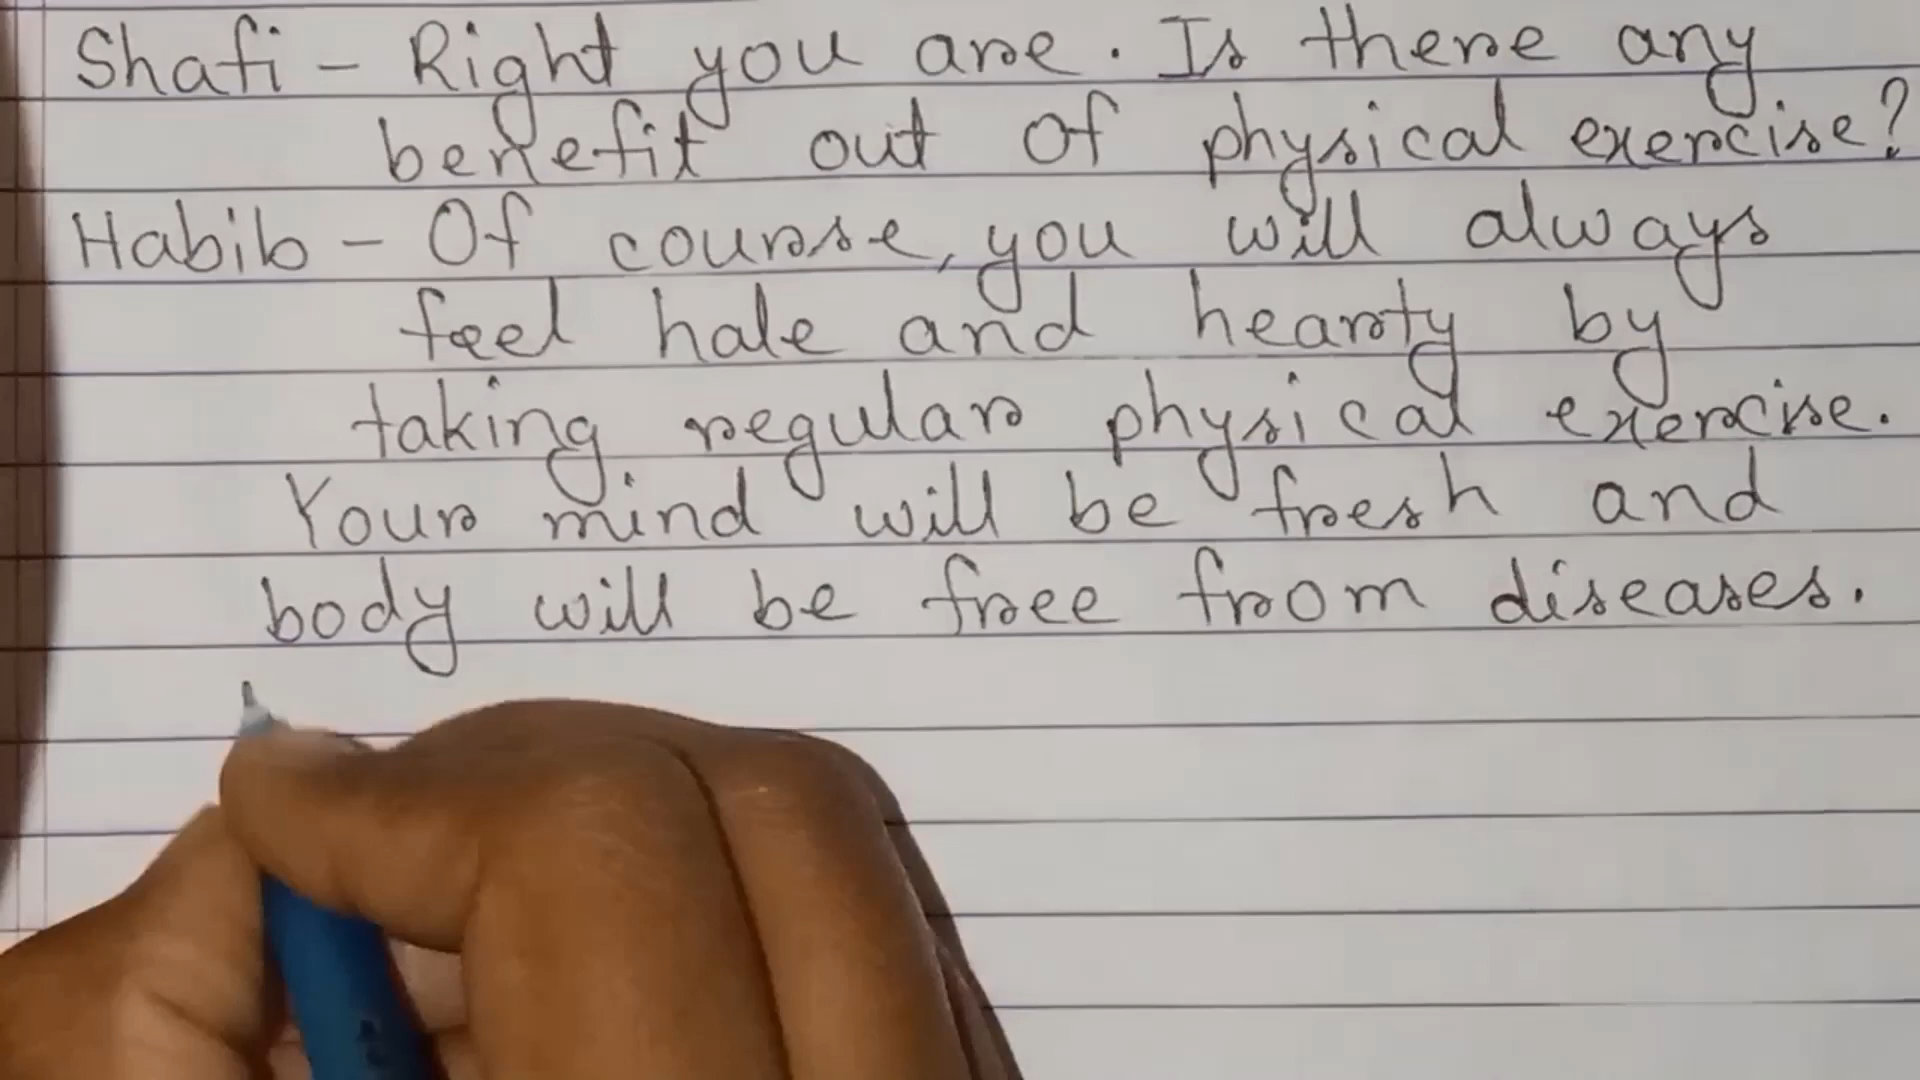 Shafi - Right you are. Is there any
benefit out of physical exercise?
Habib - Of course, you will always
feel hale and hearty by
taking regular physical exercise.
Your mind will be fresh and
body will be free from diseases.